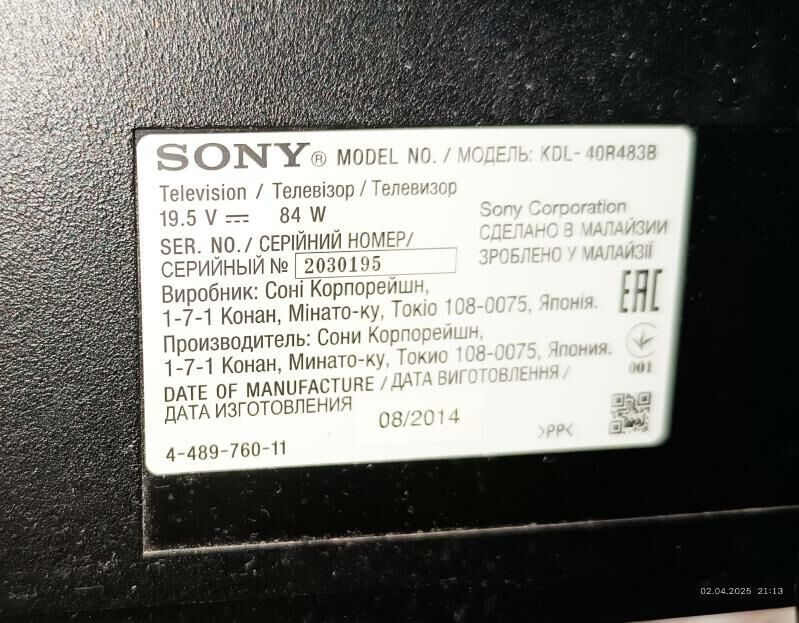 SONY® MODEL NO. / МОДЕЛЬ: KDL-40R483B
Television / Телевізор / Телевизор
19.5 V ⎓ 84 W
Sony Corporation
СДЕЛАНО В МАЛАЙЗИИ
ЗРОБЛЕНО У МАЛАЙЗІЇ
SER. NO. / СЕРІЙНИЙ НОМЕР/
СЕРИЙНЫЙ № 2030195
Виробник: Соні Корпорейшн,
1-7-1 Конан, Мінато-ку, Токіо 108-0075, Японія.
Производитель: Сони Корпорейшн,
1-7-1 Конан, Минато-ку, Токио 108-0075, Япония.
EAC
001
DATE OF MANUFACTURE / ДАТА ВИГОТОВЛЕННЯ /
ДАТА ИЗГОТОВЛЕНИЯ
08/2014
>PP<
4-489-760-11
02.04.2025 21:13